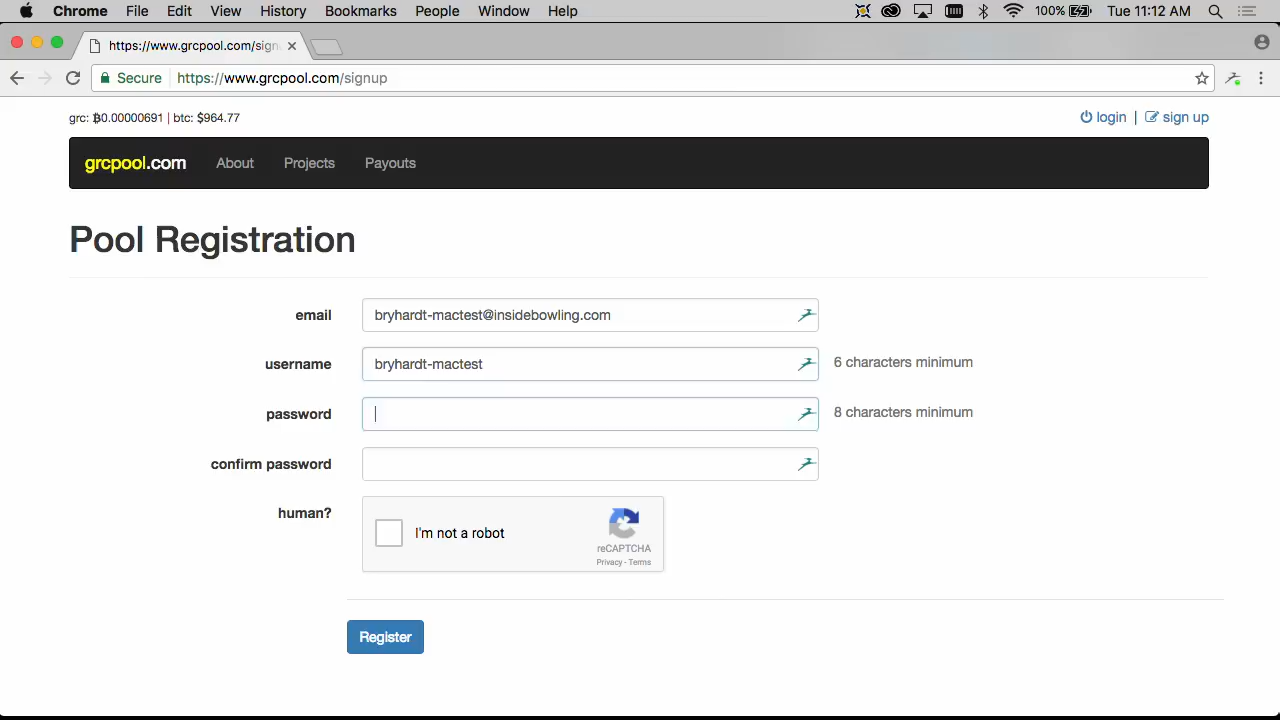 Chrome File Edit View History Bookmarks People Window Help 100% Tue 11:12 AM
https://www.grcpool.com/sign
Secure https://www.grcpool.com/signup
grc: ฿0.00000691 | btc: $964.77 login | sign up
grcpool.com About Projects Payouts
Pool Registration
email bryhardt-mactest@insidebowling.com
username bryhardt-mactest 6 characters minimum
password 8 characters minimum
confirm password
human? I'm not a robot
reCAPTCHA
Privacy - Terms
Register